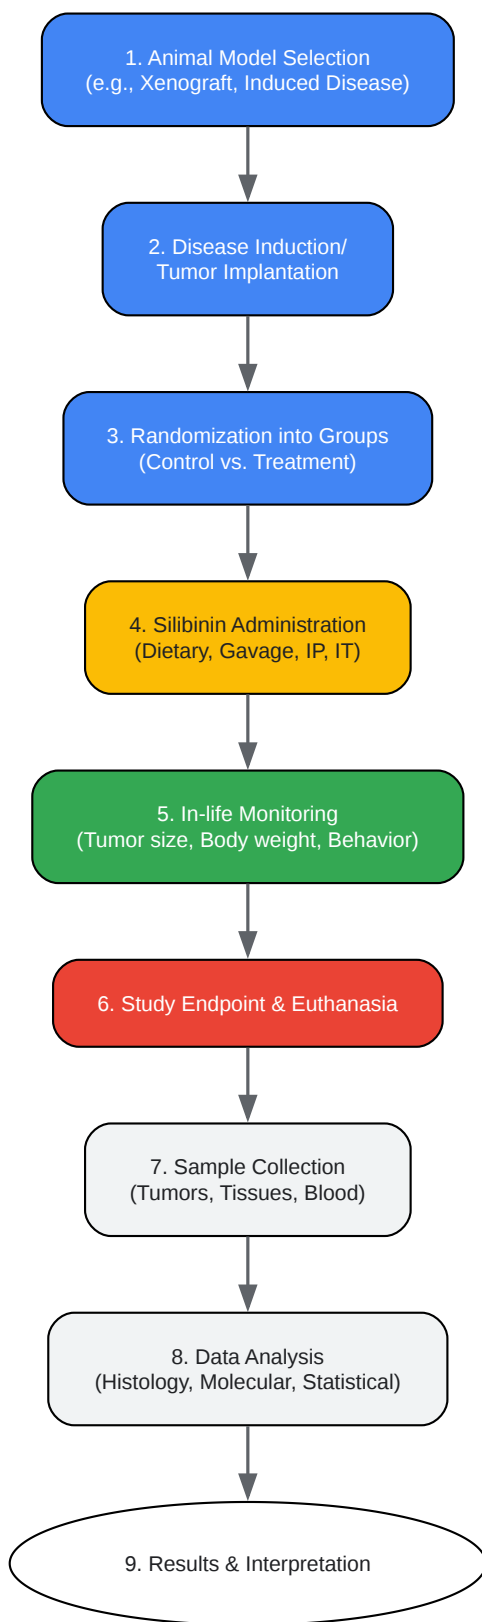 1. Animal Model Selection
(e.g., Xenograft, Induced Disease)
2. Disease Induction/
Tumor Implantation
3. Randomization into Groups
(Control vs. Treatment)
4. Silibinin Administration
(Dietary, Gavage, IP, IT)
5. In-life Monitoring
(Tumor size, Body weight, Behavior)
6. Study Endpoint & Euthanasia
7. Sample Collection
(Tumors, Tissues, Blood)
8. Data Analysis
(Histology, Molecular, Statistical)
9. Results & Interpretation